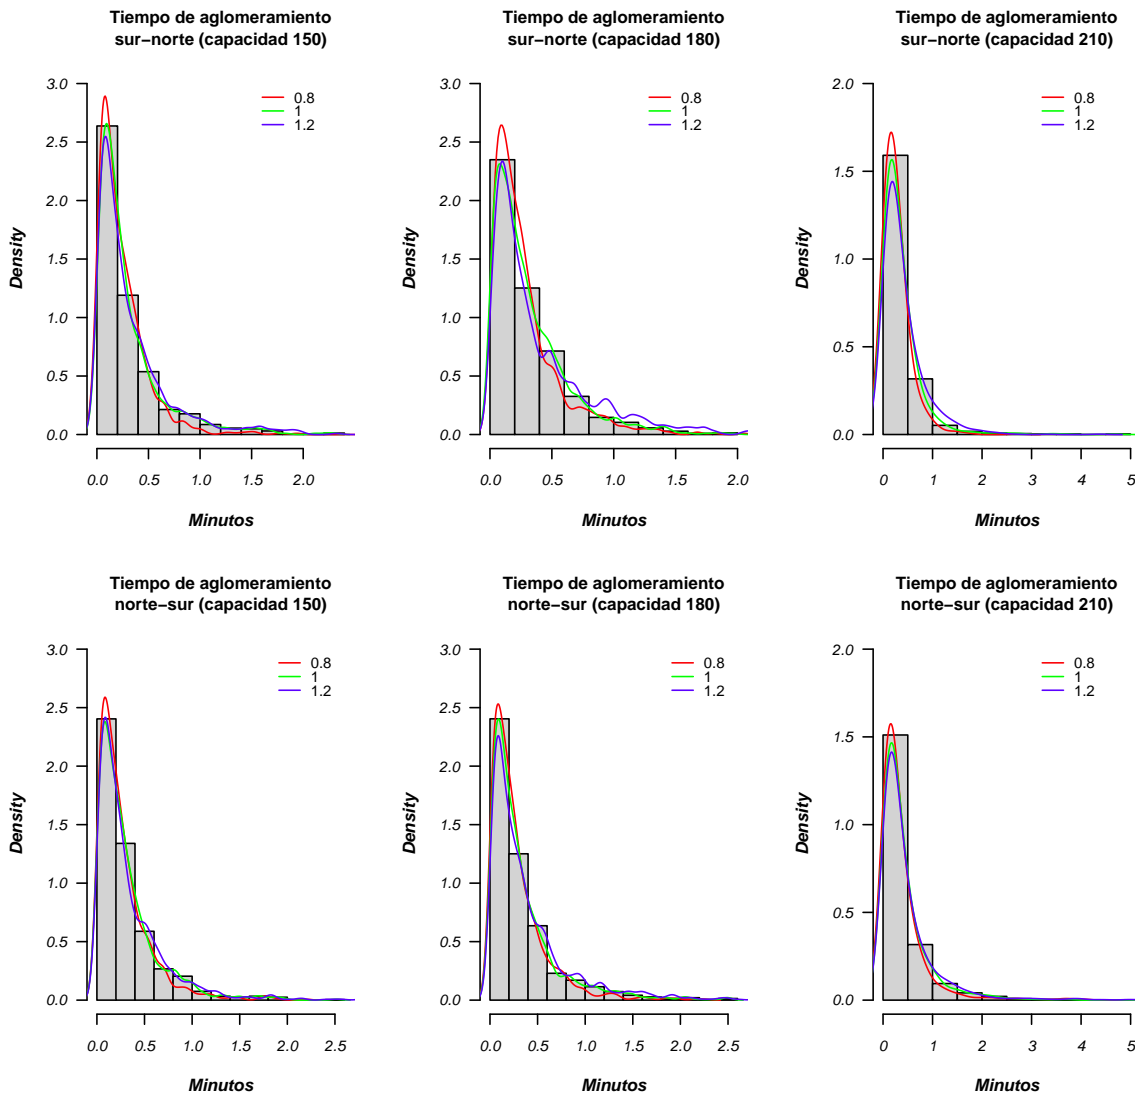 Tiempo de aglomeramiento
sur−norte (capacidad 150)
3.0
2.5
2.0
1.5
1.0
0.5
0.0
Density
0.8
1
1.2
0.0 0.5 1.0 1.5 2.0
Minutos
Tiempo de aglomeramiento
sur−norte (capacidad 180)
3.0
2.5
2.0
1.5
1.0
0.5
0.0
Density
0.8
1
1.2
0.0 0.5 1.0 1.5 2.0
Minutos
Tiempo de aglomeramiento
sur−norte (capacidad 210)
2.0
1.5
1.0
0.5
0.0
Density
0.8
1
1.2
0 1 2 3 4 5
Minutos
Tiempo de aglomeramiento
norte−sur (capacidad 150)
3.0
2.5
2.0
1.5
1.0
0.5
0.0
Density
0.8
1
1.2
0.0 0.5 1.0 1.5 2.0 2.5
Minutos
Tiempo de aglomeramiento
norte−sur (capacidad 180)
3.0
2.5
2.0
1.5
1.0
0.5
0.0
Density
0.8
1
1.2
0.0 0.5 1.0 1.5 2.0 2.5
Minutos
Tiempo de aglomeramiento
norte−sur (capacidad 210)
2.0
1.5
1.0
0.5
0.0
Density
0.8
1
1.2
0 1 2 3 4 5
Minutos